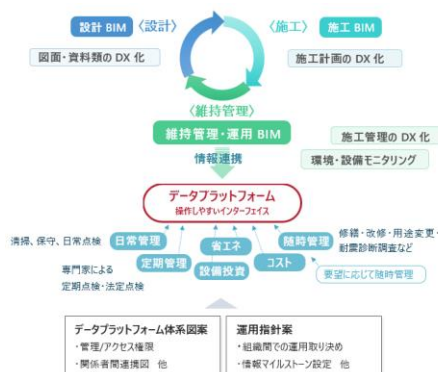 設計 BIM 〈設計〉
〈施工〉 施工 BIM
図面・資料類の DX 化
施工計画の DX 化
〈維持管理〉
維持管理・運用 BIM
施工管理の DX 化
情報連携
環境・設備モニタリング
データプラットフォーム
操作しやすいインターフェイス
清掃、保守、日常点検
日常管理
省エネ
随時管理
修繕・改修・用途変更・
耐震診断調査など
専門家による
定期点検・法定点検
定期管理
設備投資
コスト
要望に応じて随時管理
データプラットフォーム体系図案
・管理/アクセス権限
・関係者間連携図 他
運用指針案
・組織間での運用取り決め
・情報マイルストーン設定 他